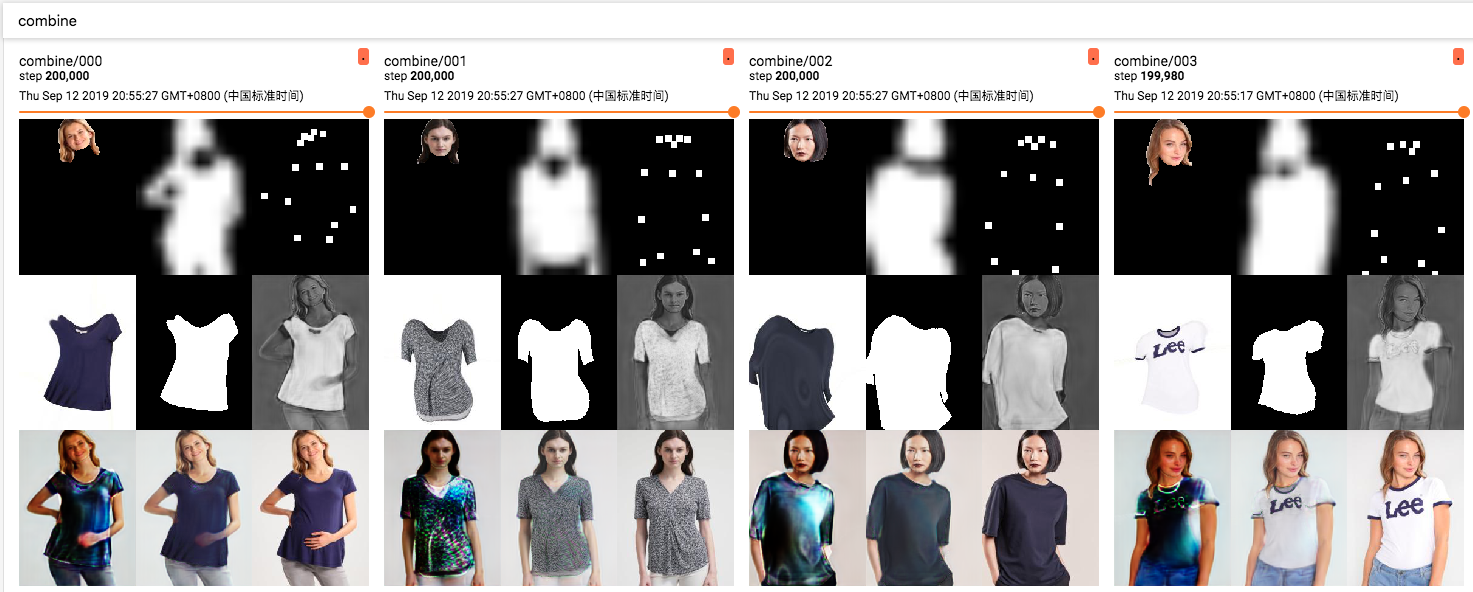 combine
combine/000
step 200,000
Thu Sep 12 2019 20:55:27 GMT+0800 (中国标准时间)
combine/001
step 200,000
Thu Sep 12 2019 20:55:27 GMT+0800 (中国标准时间)
combine/002
step 200,000
Thu Sep 12 2019 20:55:27 GMT+0800 (中国标准时间)
combine/003
step 199,980
Thu Sep 12 2019 20:55:17 GMT+0800 (中国标准时间)
Lee
Lee
Lee
Lee